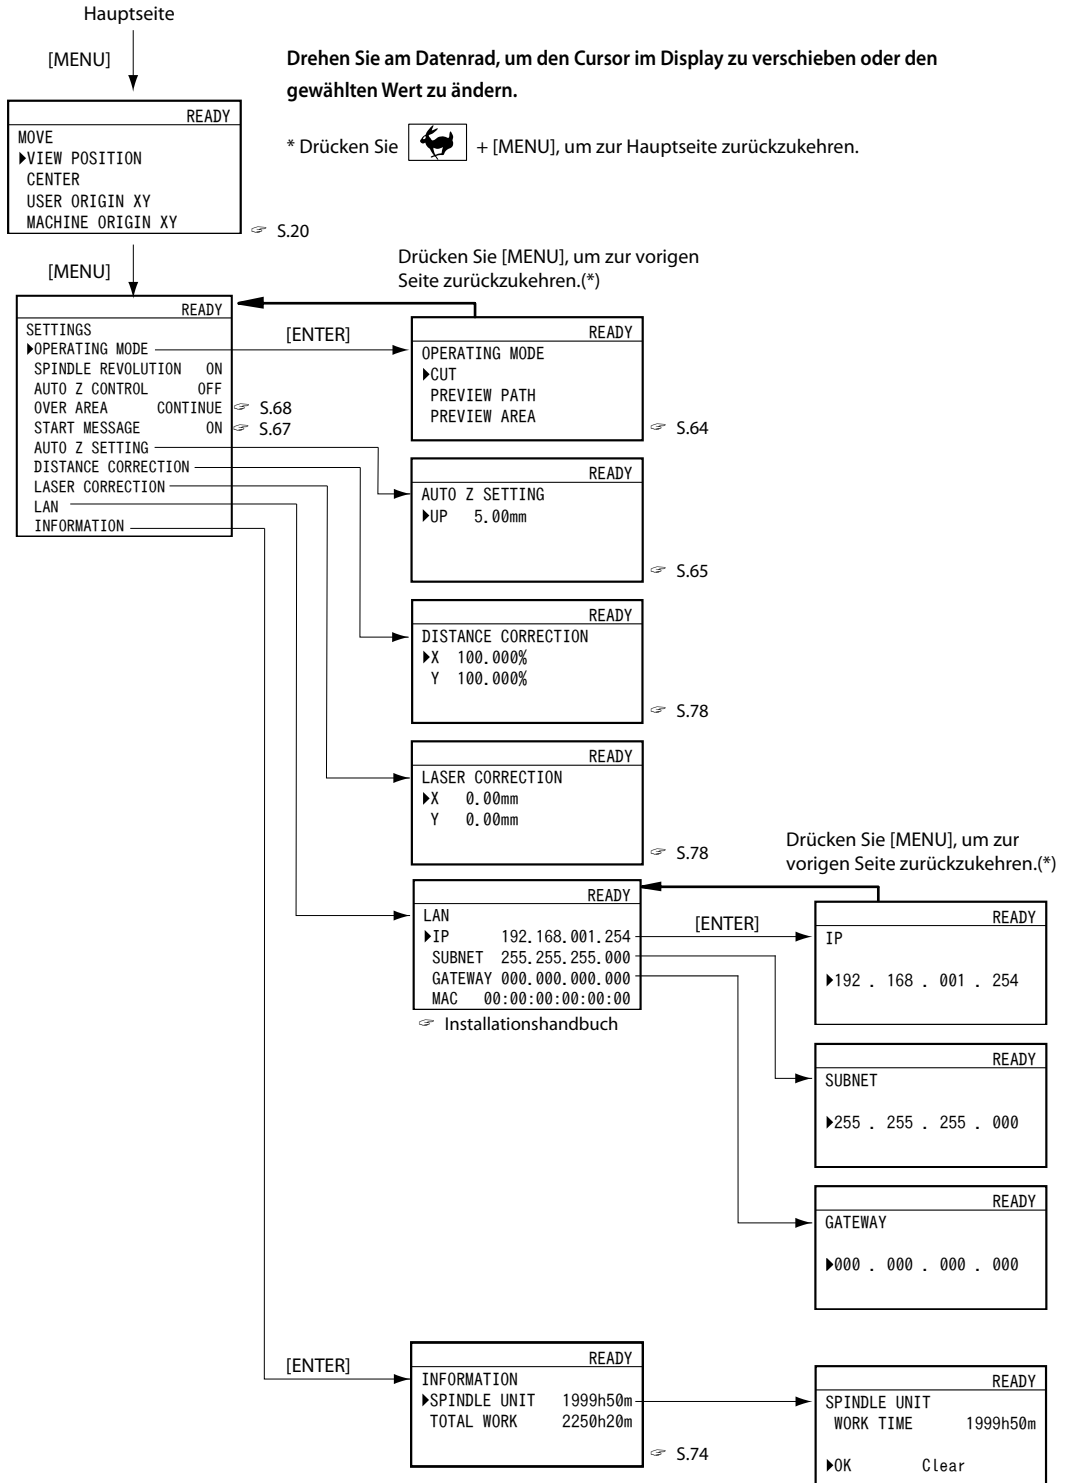 Hauptseite
[MENU]
Drehen Sie am Datenrad, um den Cursor im Display zu verschieben oder den
gewählten Wert zu ändern.
* Drücken Sie + [MENU], um zur Hauptseite zurückzukehren.
READY
MOVE
VIEW POSITION
CENTER
USER ORIGIN XY
MACHINE ORIGIN XY
S.20
[MENU]
Drücken Sie [MENU], um zur vorigen
Seite zurückzukehren.(*)
READY
SETTINGS
OPERATING MODE
SPINDLE REVOLUTION ON
AUTO Z CONTROL OFF
OVER AREA CONTINUE
S.68
START MESSAGE ON
S.67
AUTO Z SETTING
DISTANCE CORRECTION
LASER CORRECTION
LAN
INFORMATION
[ENTER]
READY
OPERATING MODE
CUT
PREVIEW PATH
PREVIEW AREA
S.64
READY
AUTO Z SETTING
UP 5.00mm
S.65
READY
DISTANCE CORRECTION
X 100.000%
Y 100.000%
S.78
READY
LASER CORRECTION
X 0.00mm
Y 0.00mm
S.78
Drücken Sie [MENU], um zur
vorigen Seite zurückzukehren.(*)
READY
LAN
IP 192.168.001.254
SUBNET 255.255.255.000
GATEWAY 000.000.000.000
MAC 00:00:00:00:00:00
Installationshandbuch
[ENTER]
READY
IP
192 . 168 . 001 . 254
READY
SUBNET
255 . 255 . 255 . 000
READY
GATEWAY
000 . 000 . 000 . 000
[ENTER]
READY
INFORMATION
SPINDLE UNIT 1999h50m
TOTAL WORK 2250h20m
S.74
READY
SPINDLE UNIT
WORK TIME 1999h50m
OK Clear